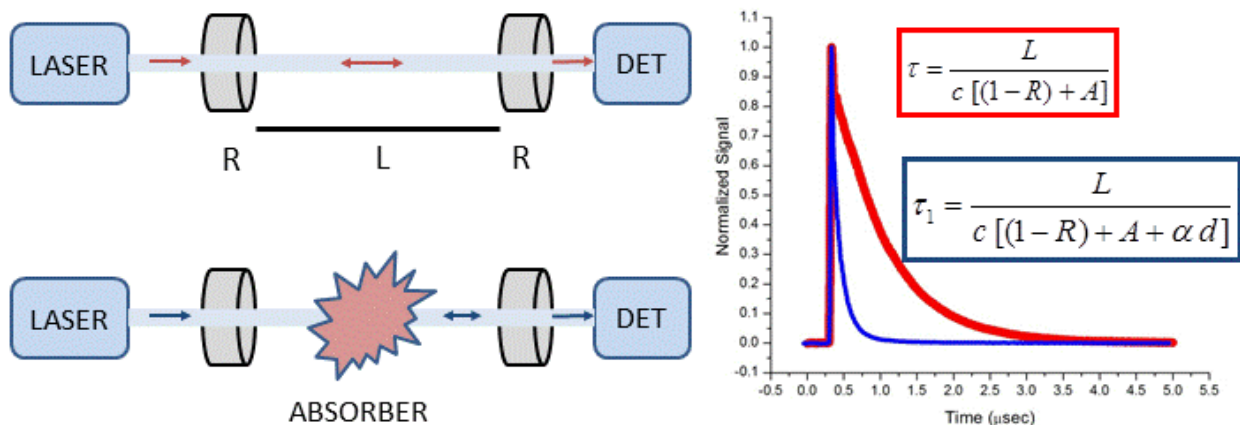 LASER
DET
R
L
R
LASER
DET
ABSORBER
Normalized Signal
1.1
1.0
0.9
0.8
0.7
0.6
0.5
0.4
0.3
0.2
0.1
0.0
-0.1
τ = L / c [(1 − R) + A]
τ₁ = L / c [(1 − R) + A + α d]
-0.5 0.0 0.5 1.0 1.5 2.0 2.5 3.0 3.5 4.0 4.5 5.0 5.5
Time (μsec)